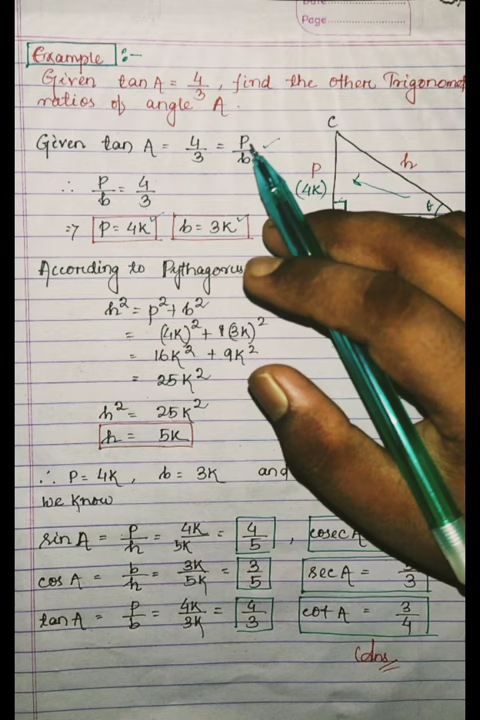 Page
Example :-
Given tan A = 4/3, find the other Trigonomet
ratios of angle A.
Given tan A = 4/3 = P/b ✓
C
P
h
(4K)
∴ P/b = 4/3
=> P = 4K ✓ b = 3K ✓
According to Pythagorus
h² = p² + b²
= (4K)² + (3K)²
= 16K² + 9K²
= 25K²
h² = 25K²
h = 5K
∴ P = 4K, b = 3K and
we know
sin A = P/h = 4K/5K = 4/5, cosec A
cos A = b/h = 3K/5K = 3/5 sec A = /3
tan A = P/b = 4K/3K = 4/3 cot A = 3/4